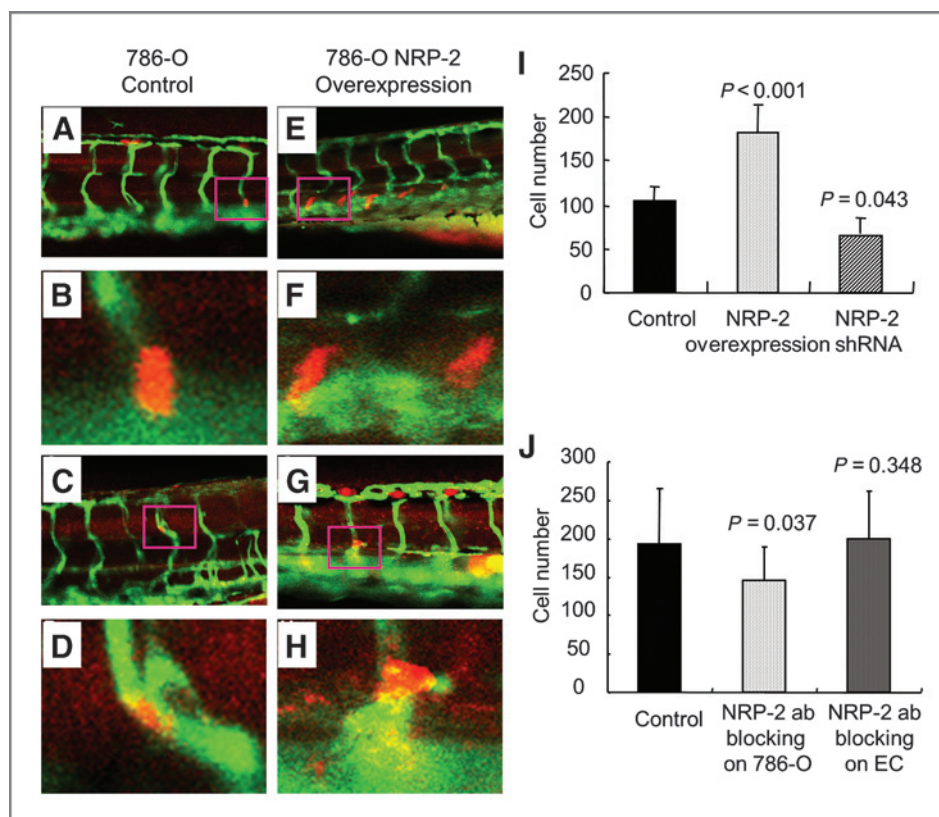 786-O
Control
786-O NRP-2
Overexpression
A
E
B
F
C
G
D
H
I
250
200
150
100
50
0
Cell number
P < 0.001
P = 0.043
Control
NRP-2
overexpression
NRP-2
shRNA
J
300
250
200
150
100
50
0
Cell number
P = 0.037
P = 0.348
Control
NRP-2 ab
blocking
on 786-O
NRP-2 ab
blocking
on EC